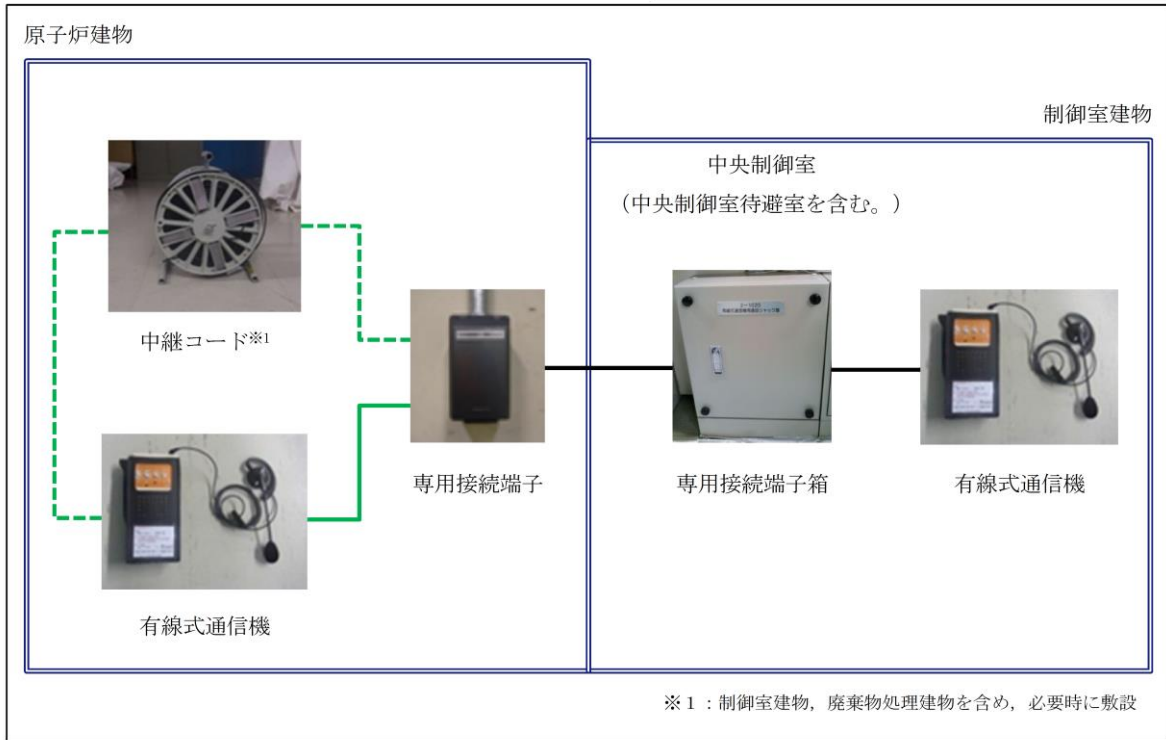 原子炉建物
制御室建物
中央制御室
（中央制御室待避室を含む。）
中継コード※1
専用接続端子
専用接続端子箱
有線式通信機
有線式通信機
※１：制御室建物，廃棄物処理建物を含め，必要時に敷設